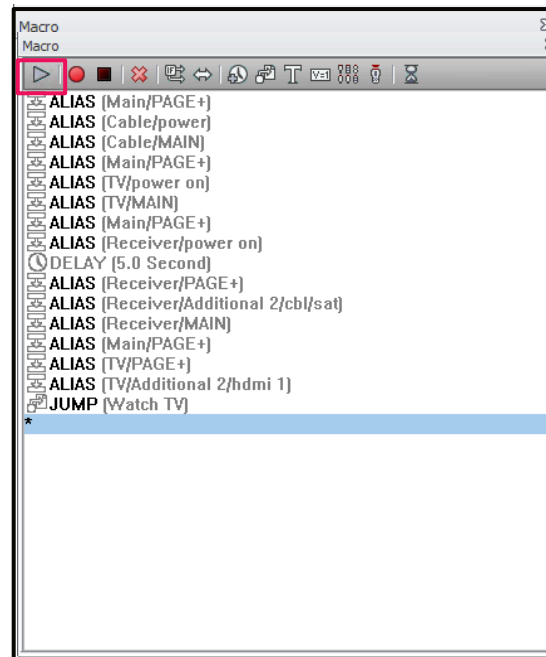 Macro
Macro
IF V=1
ALIAS (Main/PAGE+)
ALIAS (Cable/power)
ALIAS (Cable/MAIN)
ALIAS (Main/PAGE+)
ALIAS (TV/power on)
ALIAS (TV/MAIN)
ALIAS (Main/PAGE+)
ALIAS (Receiver/power on)
DELAY (5.0 Second)
ALIAS (Receiver/PAGE+)
ALIAS (Receiver/Additional 2/cbl/sat)
ALIAS (Receiver/MAIN)
ALIAS (Main/PAGE+)
ALIAS (TV/PAGE+)
ALIAS (TV/Additional 2/hdmi 1)
JUMP (Watch TV)
*